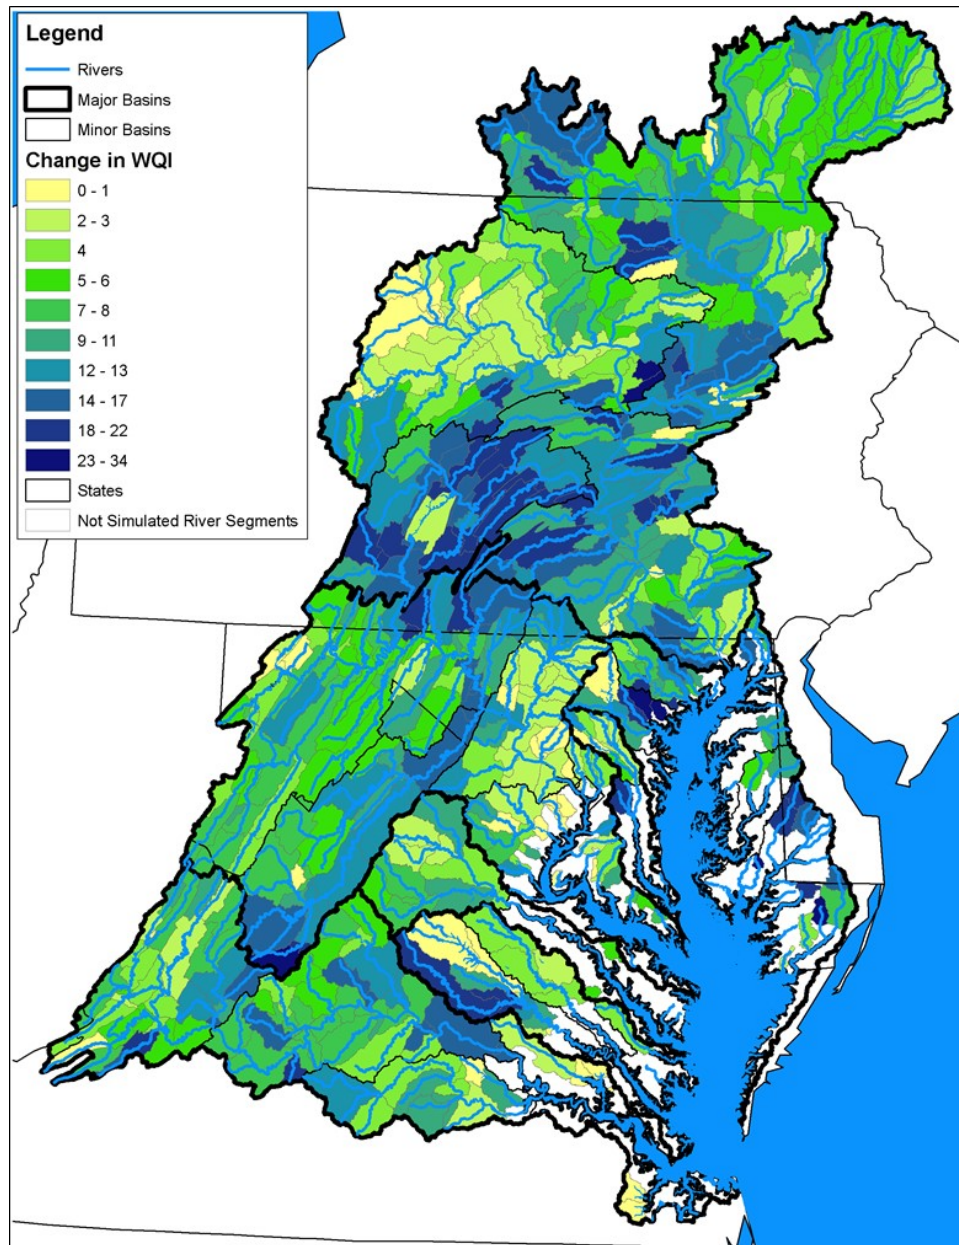 Legend
Rivers
Major Basins
Minor Basins
Change in WQI
0 - 1
2 - 3
4
5 - 6
7 - 8
9 - 11
12 - 13
14 - 17
18 - 22
23 - 34
States
Not Simulated River Segments